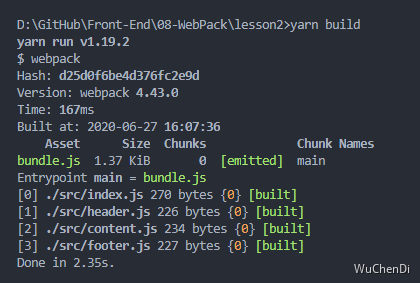 D:\GitHub\Front-End\08-WebPack\lesson2>yarn build
yarn run v1.19.2
$ webpack
Hash: d25d0f6be4d376fc2e9d
Version: webpack 4.43.0
Time: 167ms
Built at: 2020-06-27 16:07:36
Asset Size Chunks Chunk Names
bundle.js 1.37 KiB 0 [emitted] main
Entrypoint main = bundle.js
[0] ./src/index.js 270 bytes {0} [built]
[1] ./src/header.js 226 bytes {0} [built]
[2] ./src/content.js 234 bytes {0} [built]
[3] ./src/footer.js 227 bytes {0} [built]
Done in 2.35s.
WuChenDi